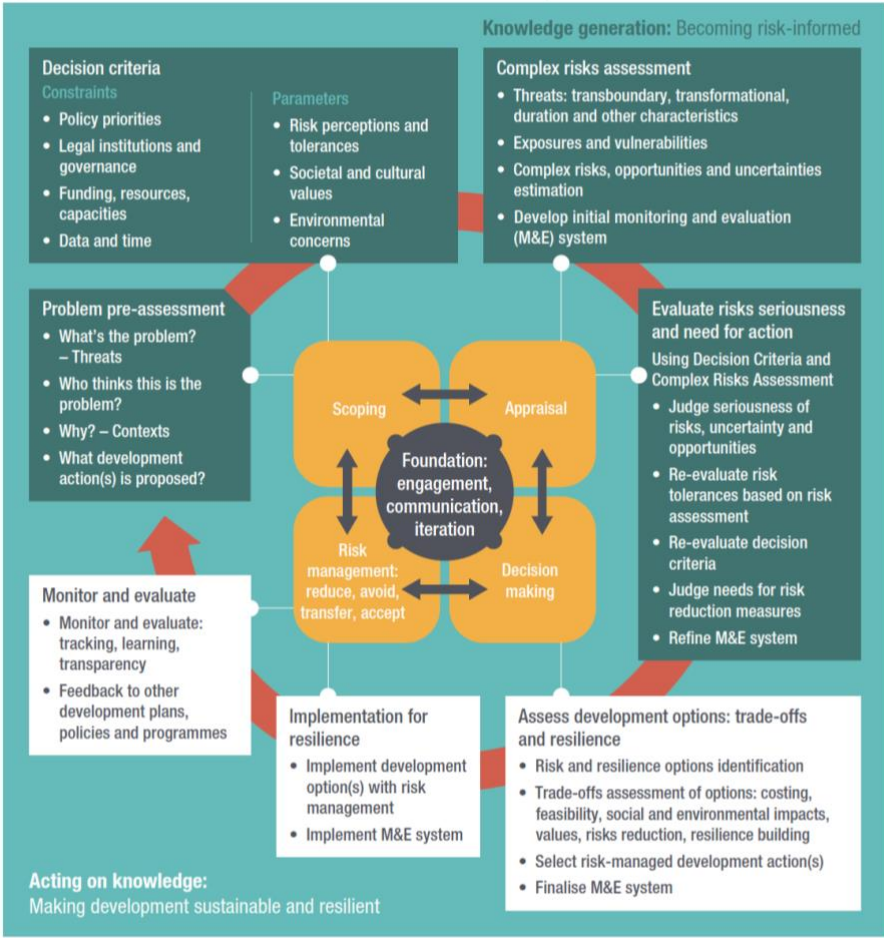 Knowledge generation: Becoming risk-informed
Decision criteria
Constraints
• Policy priorities
• Legal institutions and
governance
• Funding, resources,
capacities
• Data and time
Parameters
• Risk perceptions and
tolerances
• Societal and cultural
values
• Environmental
concerns
Complex risks assessment
• Threats: transboundary, transformational,
duration and other characteristics
• Exposures and vulnerabilities
• Complex risks, opportunities and uncertainties
estimation
• Develop initial monitoring and evaluation
(M&E) system
Problem pre-assessment
• What's the problem?
– Threats
• Who thinks this is the
problem?
• Why? – Contexts
• What development
action(s) is proposed?
Scoping
Appraisal
Foundation:
engagement,
communication,
iteration
Risk
management:
reduce, avoid,
transfer, accept
Decision
making
Evaluate risks seriousness
and need for action
Using Decision Criteria and
Complex Risks Assessment
• Judge seriousness of
risks, uncertainty and
opportunities
• Re-evaluate risk
tolerances based on risk
assessment
• Re-evaluate decision
criteria
• Judge needs for risk
reduction measures
• Refine M&E system
Monitor and evaluate
• Monitor and evaluate:
tracking, learning,
transparency
• Feedback to other
development plans,
policies and programmes
Implementation for
resilience
• Implement development
option(s) with risk
management
• Implement M&E system
Assess development options: trade-offs
and resilience
• Risk and resilience options identification
• Trade-offs assessment of options: costing,
feasibility, social and environmental impacts,
values, risks reduction, resilience building
• Select risk-managed development action(s)
• Finalise M&E system
Acting on knowledge:
Making development sustainable and resilient